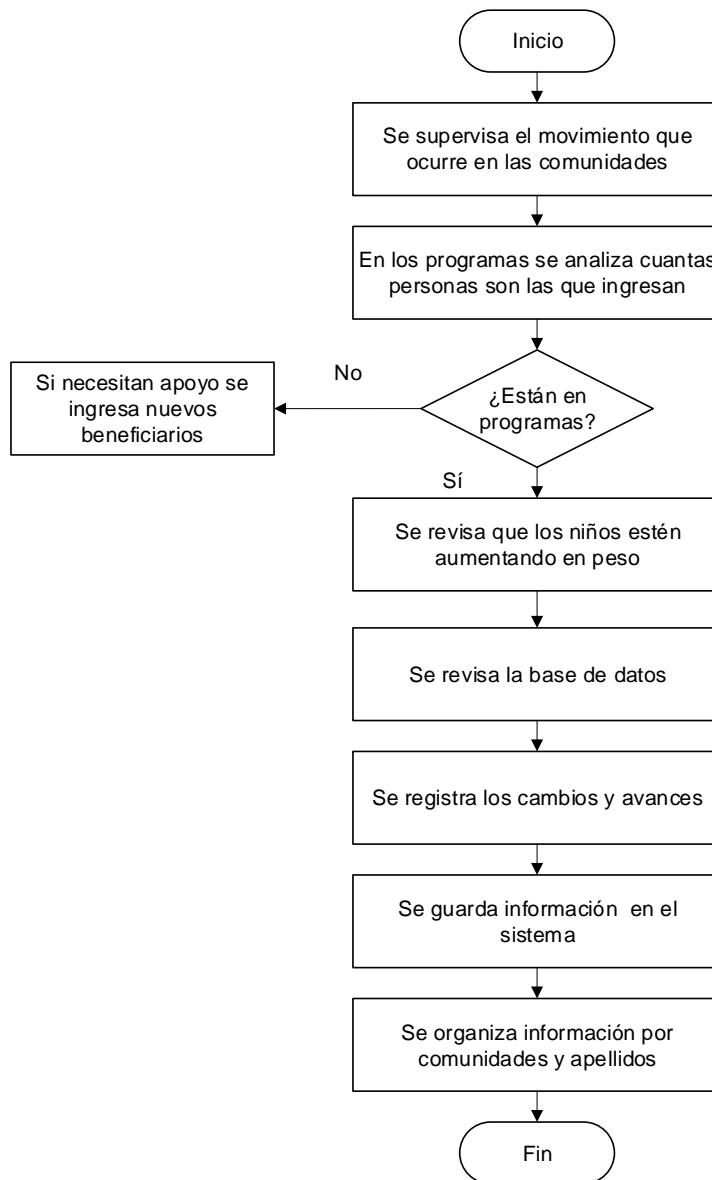 Inicio
Se supervisa el movimiento que
ocurre en las comunidades
En los programas se analiza cuantas
personas son las que ingresan
¿Están en
programas?
No
Si necesitan apoyo se
ingresa nuevos
beneficiarios
Sí
Se revisa que los niños estén
aumentando en peso
Se revisa la base de datos
Se registra los cambios y avances
Se guarda información en el
sistema
Se organiza información por
comunidades y apellidos
Fin